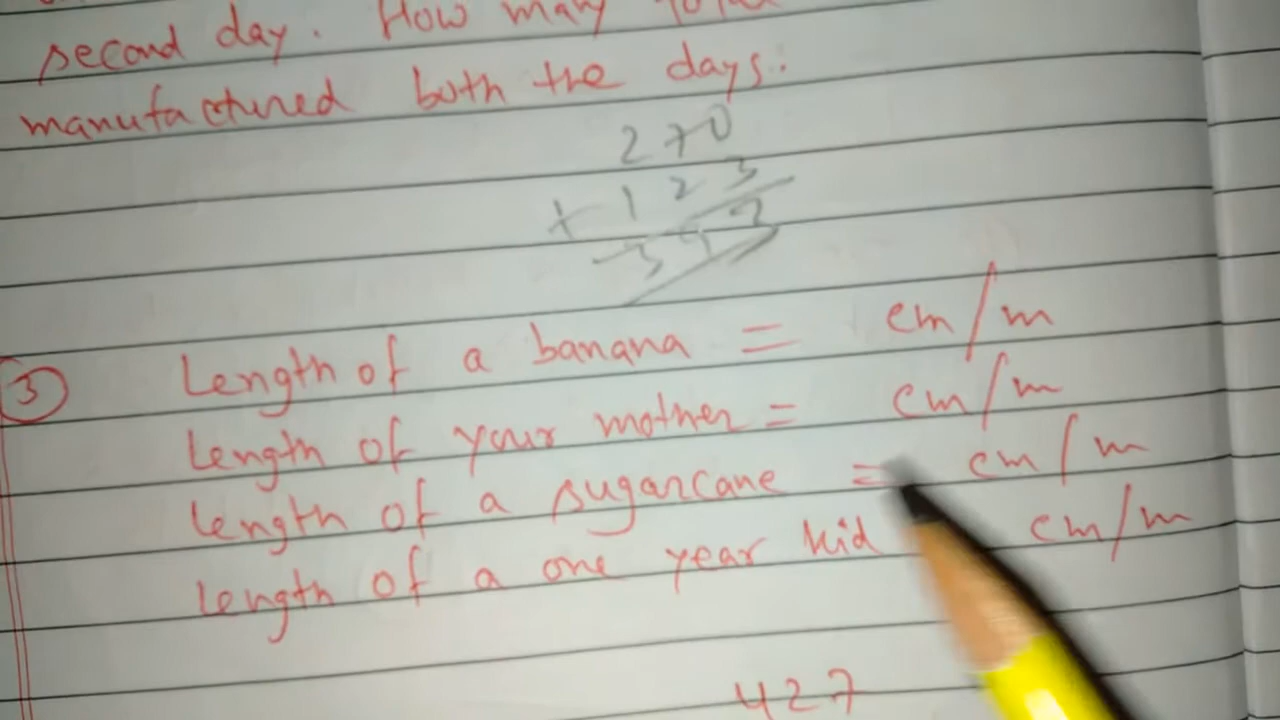 second day. How many total
manufactured both the days.
270
+ 123
393
3 Length of a banana = cm/m
Length of your mother = cm/m
Length of a sugarcane = cm/m
Length of a one year kid cm/m
427